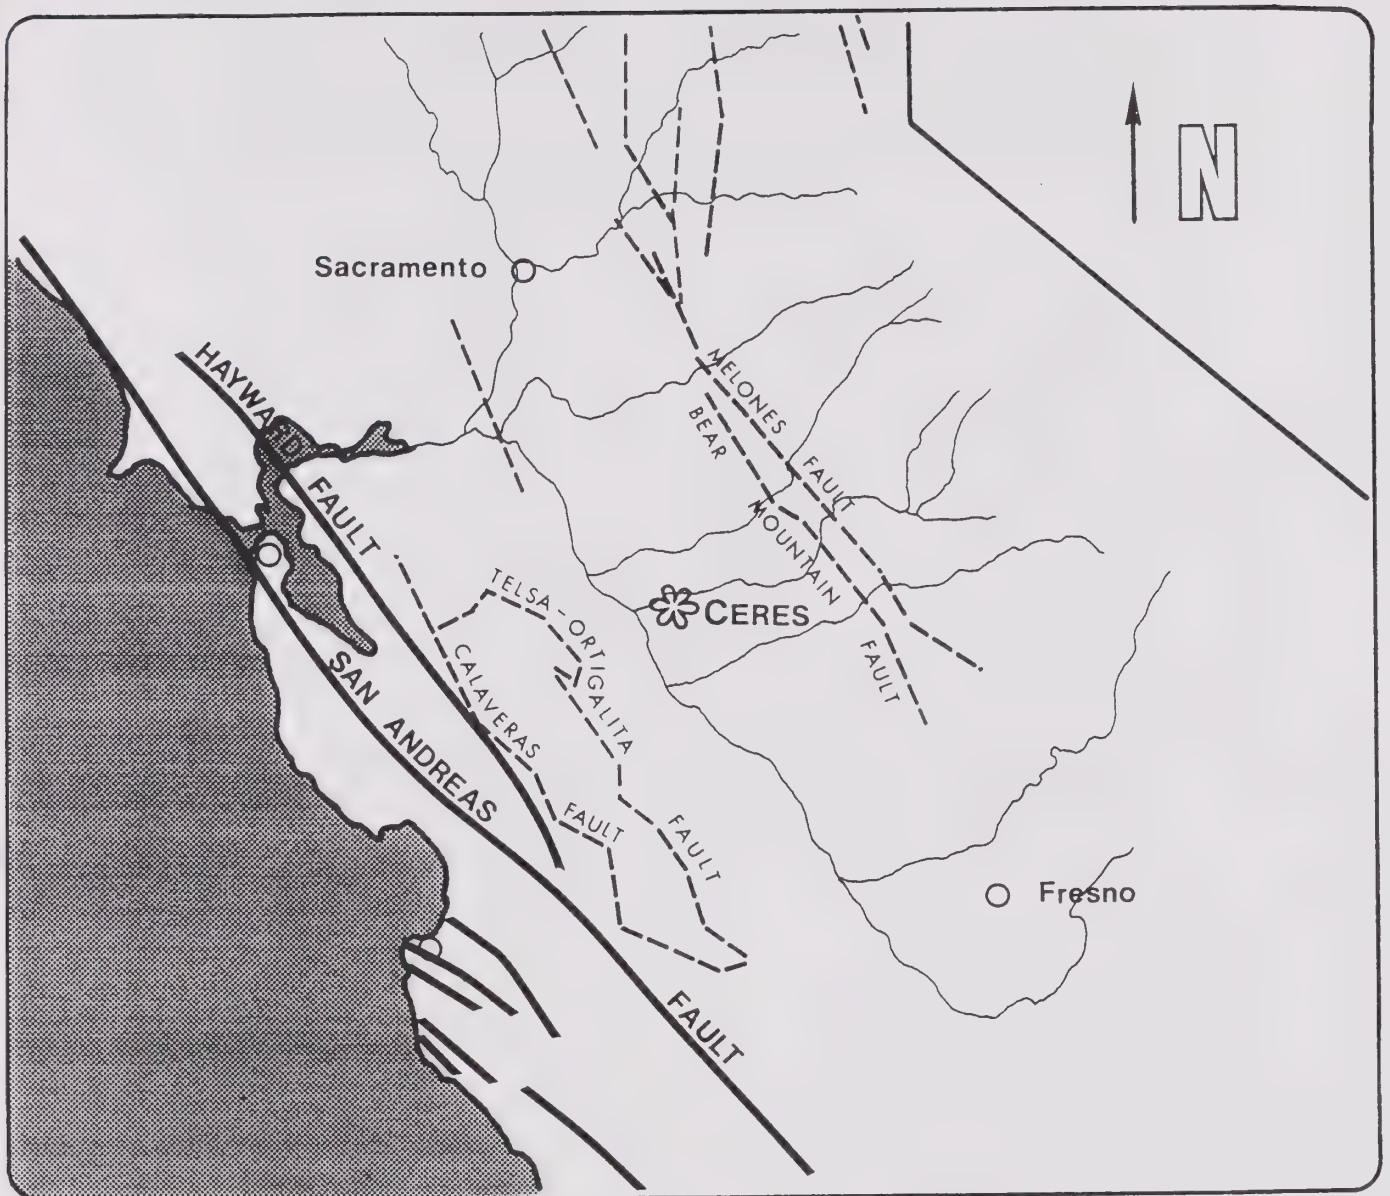 N
Sacramento
HAYWARD FAULT
MELONES FAULT
BEAR MOUNTAIN FAULT
TELSA-ORTIGALITA FAULT
CERES
CALAVERAS FAULT
SAN ANDREAS FAULT
Fresno